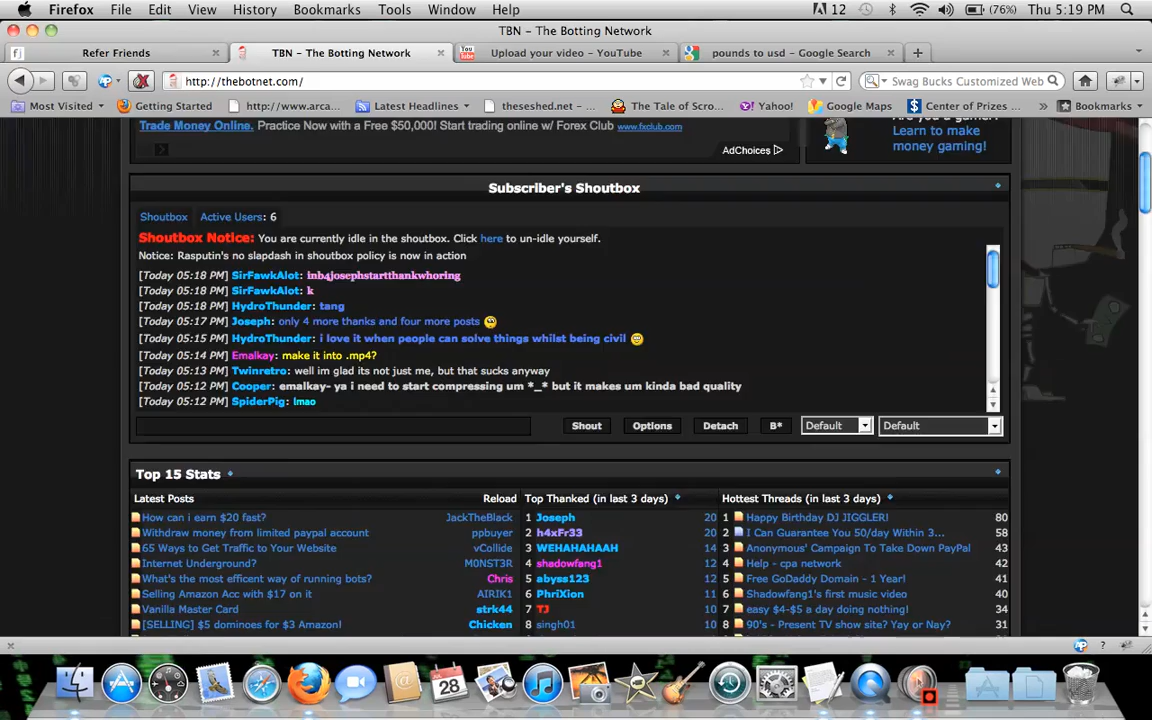 Firefox File Edit View History Bookmarks Tools Window Help 12 (76%) Thu 5:19 PM
TBN - The Botting Network
Refer Friends TBN - The Botting Network Upload your video - YouTube pounds to usd - Google Search
http://thebotnet.com/ Swag Bucks Customized Web
Most Visited Getting Started http://www.arca... Latest Headlines theseshed.net - ... The Tale of Scro... Yahoo! Google Maps Center of Prizes ... Bookmarks
Trade Money Online. Practice Now with a Free $50,000! Start trading online w/ Forex Club www.fxclub.com
AdChoices
Are you a gamer?
Learn to make
money gaming!
Subscriber's Shoutbox
Shoutbox Active Users: 6
Shoutbox Notice: You are currently idle in the shoutbox. Click here to un-idle yourself.
Notice: Rasputin's no slapdash in shoutbox policy is now in action
[Today 05:18 PM] SirFawkAlot: inb4josephstartthankwhoring
[Today 05:18 PM] SirFawkAlot: k
[Today 05:18 PM] HydroThunder: tang
[Today 05:17 PM] Joseph: only 4 more thanks and four more posts
[Today 05:15 PM] HydroThunder: i love it when people can solve things whilst being civil
[Today 05:14 PM] Emalkay: make it into .mp4?
[Today 05:13 PM] Twinretro: well im glad its not just me, but that sucks anyway
[Today 05:12 PM] Cooper: emalkay- ya i need to start compressing um *_* but it makes um kinda bad quality
[Today 05:12 PM] SpiderPig: lmao
Shout Options Detach B* Default Default
Top 15 Stats
Latest Posts Reload Top Thanked (in last 3 days) Hottest Threads (in last 3 days)
How can i earn $20 fast? JackTheBlack 1 Joseph 20 1 Happy Birthday DJ JIGGLER! 80
Withdraw money from limited paypal account ppbuyer 2 h4xFr33 20 2 I Can Guarantee You 50/day Within 3... 58
65 Ways to Get Traffic to Your Website vCollide 3 WEHAHAHAAH 14 3 Anonymous' Campaign To Take Down PayPal 43
Internet Underground? M0NST3R 4 shadowfang1 12 4 Help - cpa network 42
What's the most efficent way of running bots? Chris 5 abyss123 12 5 Free GoDaddy Domain - 1 Year! 41
Selling Amazon Acc with $17 on it AIRIK1 6 PhriXion 11 6 Shadowfang1's first music video 40
Vanilla Master Card strk44 7 TJ 10 7 easy $4-$5 a day doing nothing! 34
[SELLING] $5 dominoes for $3 Amazon! Chicken 8 singh01 10 8 90's - Present TV show site? Yay or Nay? 31